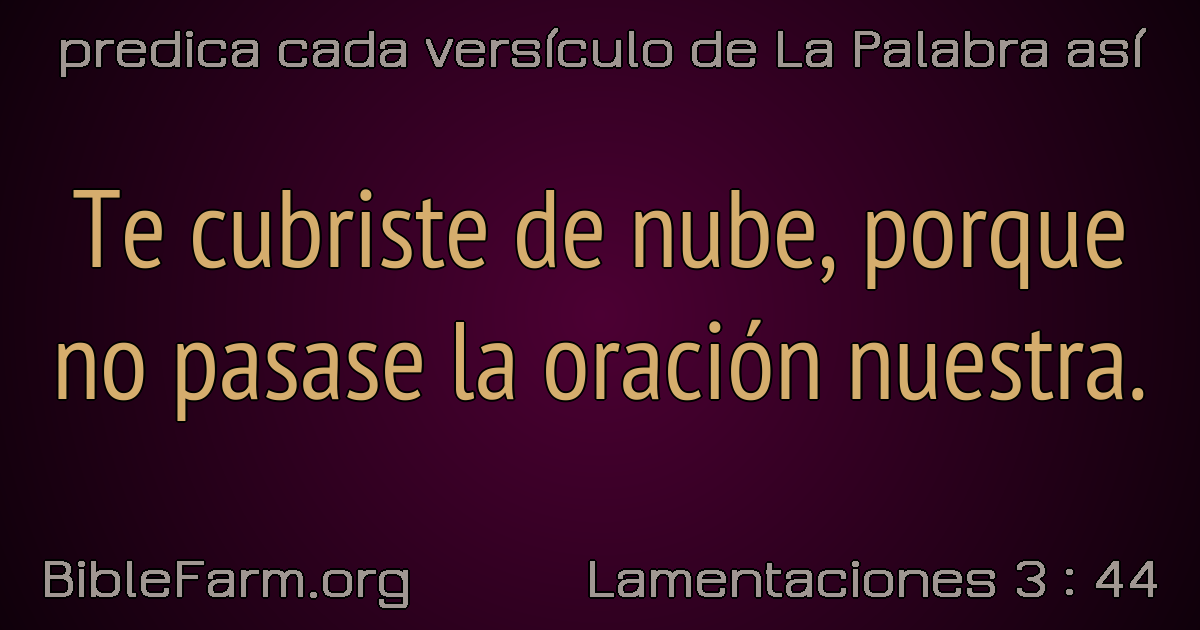 predica cada versículo de La Palabra así
Te cubriste de nube, porque
no pasase la oración nuestra.
BibleFarm.org
Lamentaciones 3 : 44